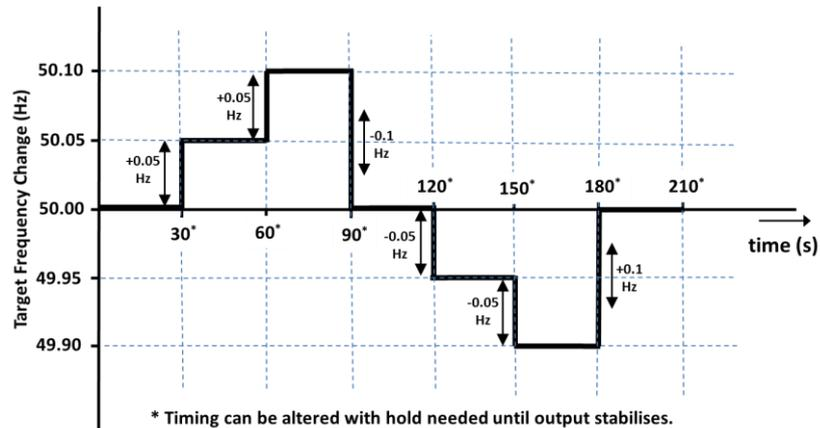 Target Frequency Change (Hz)
50.10
50.05
50.00
49.95
49.90
+0.05
Hz
+0.05
Hz
-0.1
Hz
-0.05
Hz
-0.05
Hz
+0.1
Hz
30*
60*
90*
120*
150*
180*
210*
time (s)
* Timing can be altered with hold needed until output stabilises.